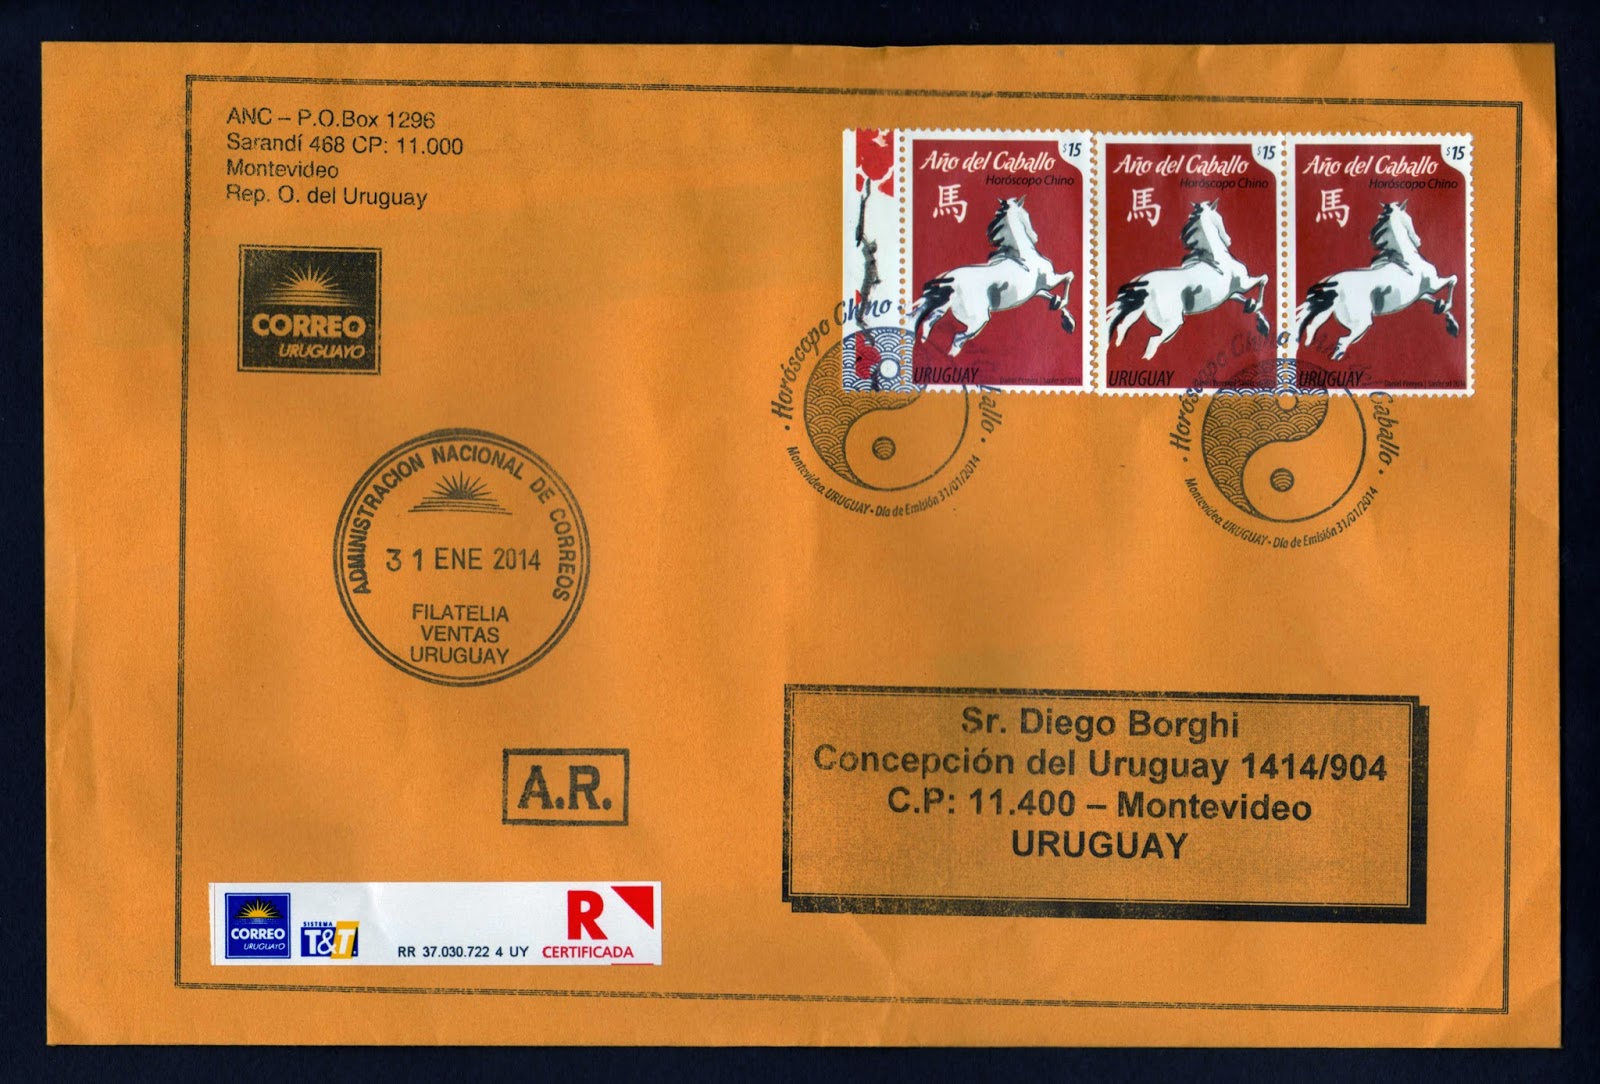 ANC – P.O.Box 1296
Sarandí 468 CP: 11.000
Montevideo
Rep. O. del Uruguay
CORREO
URUGUAYO
Año del Caballo
$15
Horóscopo Chino
馬
URUGUAY
Año del Caballo
$15
Horóscopo Chino
馬
URUGUAY
Año del Caballo
$15
Horóscopo Chino
馬
URUGUAY
· Horóscopo Chino ·
Montevideo, URUGUAY - Día de Emisión 31/01/2014
· Horóscopo China Año Caballo ·
Montevideo, URUGUAY - Día de Emisión 31/01/2014
ADMINISTRACION NACIONAL DE CORREOS
31 ENE 2014
FILATELIA
VENTAS
URUGUAY
A.R.
Sr. Diego Borghi
Concepción del Uruguay 1414/904
C.P: 11.400 – Montevideo
URUGUAY
CORREO
URUGUAYO
SISTEMA
T&T
RR 37.030.722 4 UY
R
CERTIFICADA